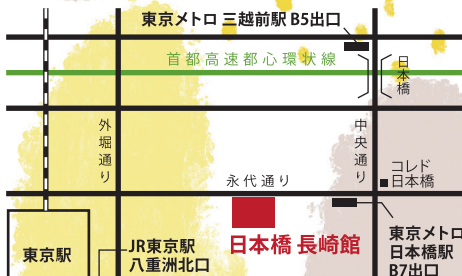 東京メトロ 三越前駅 B5出口
首都高速都心環状線
日本橋
外堀通り
中央通り
コレド
日本橋
永代通り
日本橋 長崎館
東京メトロ
日本橋駅
B7出口
東京駅
JR東京駅
八重洲北口